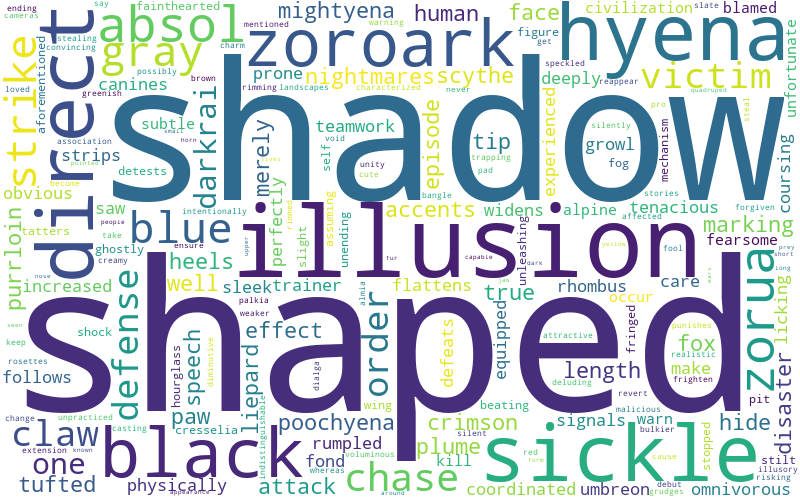 ending
cameras
say
fainthearted
absol
mightyena
human
face
civilization
slate
blamed
stealing
convincing
mentioned
warning
figure
get
loved
charm
zoroark
hyena
gray
possibly
brown
rimming
landscapes
characterized
never
speckled
reappear
quadruped
strike
direct
aforementioned
canines
prone
nightmares
scythe
deeply
victim
unfortunate
greenish
subtle
association
small
horn
strips
pointed
detests
become
darkrai
merely
teamwork
self
void
unity
cute
trapping
pad
bangle
episode
tip
silently
growl
fog
experienced
pro
mechanism
steal
stories
shadow
coursing
obvious
saw
tatters
people
take
intentionally
blue
perfectly
slight
assuming
unending
accents
widens
alpine
affected
forgiven
tenacious
marking
fearsome
purrloin
ghostly
creamy
increased
nose
heels
ensure
upper
illusion
fur
capable
dark
unleashing
fool
prey
short
well
sleek
trainer
palkia
weaker
almia
flattens
true
rhombus
care
occur
zorua
licking
seen
keep
shock
defense
speech
hourglass
effect
dialga
order
wing
jaw
defeats
equipped
attractive
deluding
fringed
fox
punishes
realistic
make
frighten
disaster
rosettes
follows
diminutive
liepard
indistinguishable
beating
length
revert
pit
shaped
change
unpracticed
casting
paw
cresselia
poochyena
crimson
silent
signals
malicious
warn
bulkier
hide
claw
extension
known
black
rumpled
voluminous
plume
kill
sickle
red
form
cause
stopped
still
illusory
one
tufted
physically
appearance
fond
whereas
attack
chase
around
coordinated
umbreon
debut
grudges
risking
omnivorous